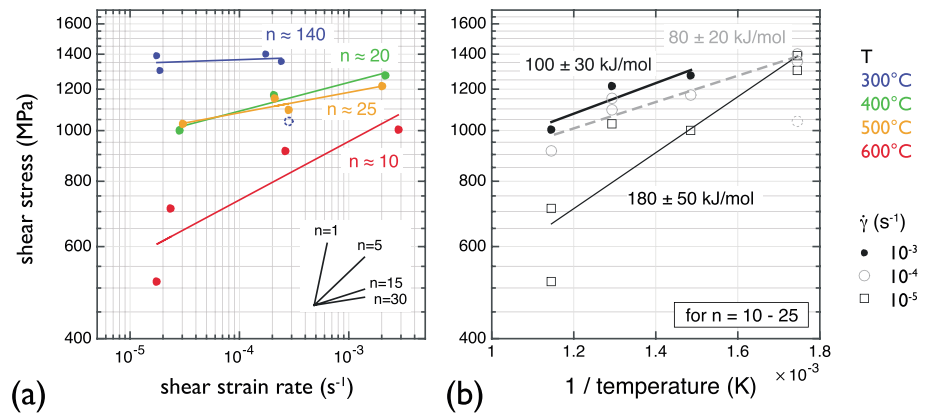 1600
1400
1200
1000
800
600
400
shear stress (MPa)
n ≈ 140
n ≈ 20
n ≈ 25
n ≈ 10
n=1
n=5
n=15
n=30
10-5
10-4
10-3
shear strain rate (s-1)
(a)
1600
1400
1200
1000
800
600
400
80 ± 20 kJ/mol
100 ± 30 kJ/mol
180 ± 50 kJ/mol
for n = 10 - 25
1
1.2
1.4
1.6
1.8
× 10-3
1 / temperature (K)
(b)
T
300°C
400°C
500°C
600°C
γ̇ (s-1)
10-3
10-4
10-5